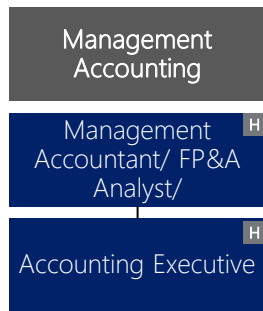 Management
Accounting
H
Management
Accountant/ FP&A
Analyst/
H
Accounting Executive